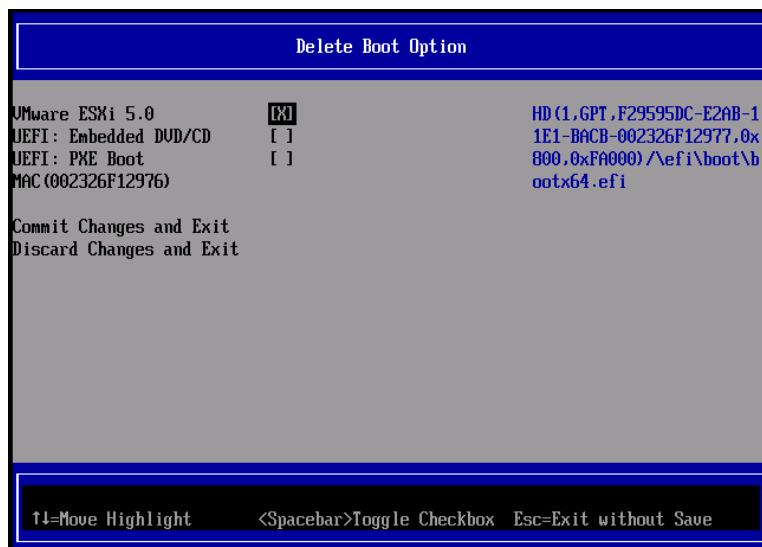 Delete Boot Option
VMware ESXi 5.0 [X] HD(1,GPT,F29595DC-E2AB-1
UEFI: Embedded DVD/CD [ ] 1E1-BACB-002326F12977,0x
UEFI: PXE Boot [ ] 800,0xFA000)/\efi\boot\b
MAC(002326F12976) ootx64.efi
Commit Changes and Exit
Discard Changes and Exit
↑↓=Move Highlight <Spacebar>Toggle Checkbox Esc=Exit without Save